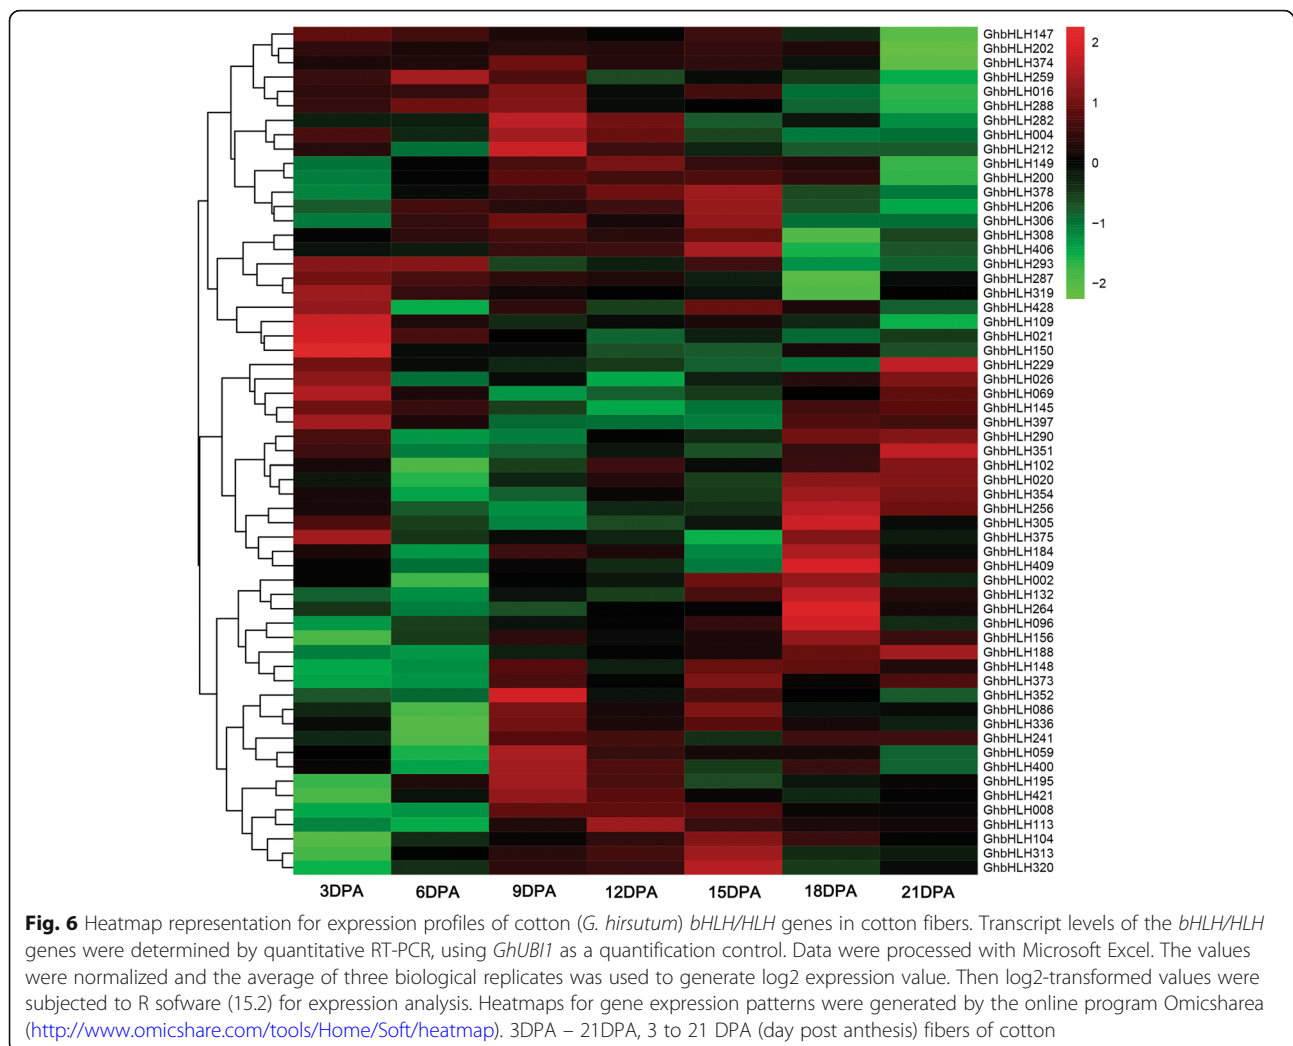 GhbHLH147
GhbHLH202
GhbHLH374
GhbHLH259
GhbHLH016
GhbHLH288
GhbHLH282
GhbHLH004
GhbHLH212
GhbHLH149
GhbHLH200
GhbHLH378
GhbHLH206
GhbHLH306
GhbHLH308
GhbHLH406
GhbHLH293
GhbHLH287
GhbHLH319
GhbHLH428
GhbHLH109
GhbHLH021
GhbHLH150
GhbHLH229
GhbHLH026
GhbHLH069
GhbHLH145
GhbHLH397
GhbHLH290
GhbHLH351
GhbHLH102
GhbHLH020
GhbHLH354
GhbHLH256
GhbHLH305
GhbHLH375
GhbHLH184
GhbHLH409
GhbHLH002
GhbHLH132
GhbHLH264
GhbHLH096
GhbHLH156
GhbHLH188
GhbHLH148
GhbHLH373
GhbHLH352
GhbHLH086
GhbHLH336
GhbHLH241
GhbHLH059
GhbHLH400
GhbHLH195
GhbHLH421
GhbHLH008
GhbHLH113
GhbHLH104
GhbHLH313
GhbHLH320
2
1
0
−1
−2
3DPA 6DPA 9DPA 12DPA 15DPA 18DPA 21DPA
Fig. 6 Heatmap representation for expression profiles of cotton (G. hirsutum) bHLH/HLH genes in cotton fibers. Transcript levels of the bHLH/HLH
genes were determined by quantitative RT-PCR, using GhUBI1 as a quantification control. Data were processed with Microsoft Excel. The values
were normalized and the average of three biological replicates was used to generate log2 expression value. Then log2-transformed values were
subjected to R sofware (15.2) for expression analysis. Heatmaps for gene expression patterns were generated by the online program Omicsharea
(http://www.omicshare.com/tools/Home/Soft/heatmap). 3DPA – 21DPA, 3 to 21 DPA (day post anthesis) fibers of cotton